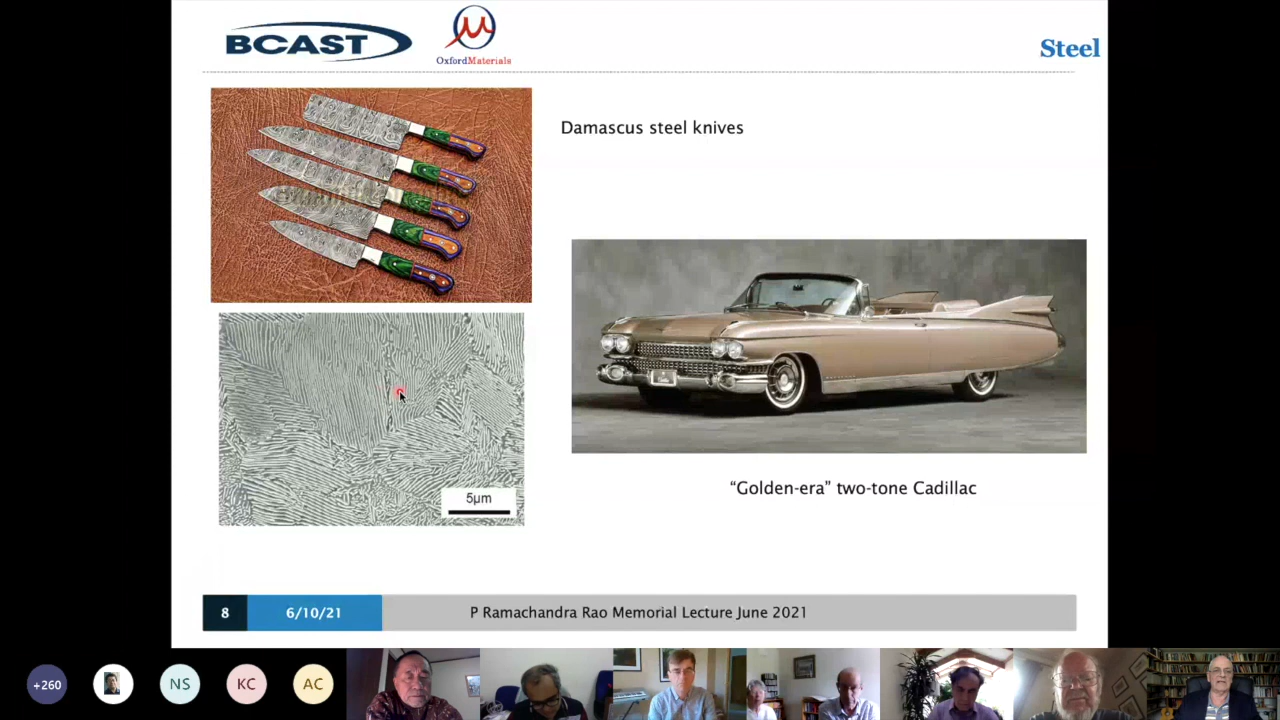 BCAST
OxfordMaterials
Steel
Damascus steel knives
5μm
“Golden-era” two-tone Cadillac
8
6/10/21
P Ramachandra Rao Memorial Lecture June 2021
+260
NS
KC
AC